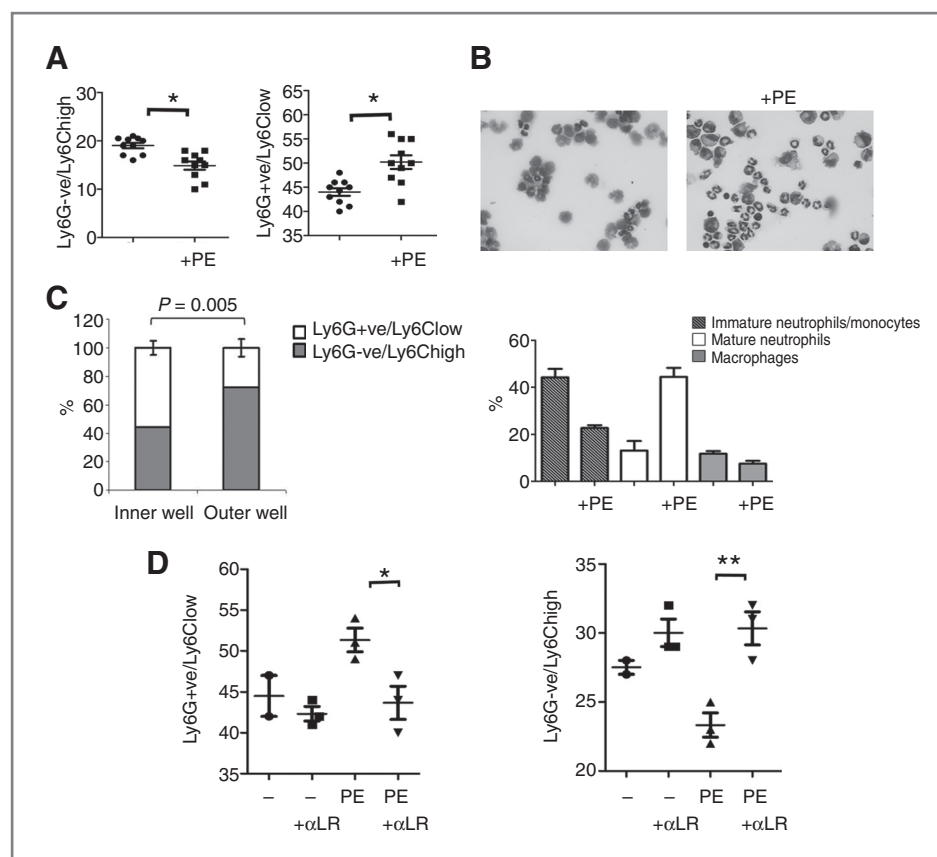 A
Ly6G-ve/Ly6Chigh
30
20
10
0
*
+PE
Ly6G+ve/Ly6Clow
65
60
55
50
45
40
35
*
+PE
B
+PE
C
P = 0.005
%
120
100
80
60
40
20
0
Inner well Outer well
Ly6G+ve/Ly6Clow
Ly6G-ve/Ly6Chigh
Immature neutrophils/monocytes
Mature neutrophils
Macrophages
%
60
40
20
0
+PE +PE +PE
D
Ly6G+ve/Ly6Clow
60
55
50
45
40
35
*
– – PE PE
+αLR +αLR
Ly6G-ve/Ly6Chigh
35
30
25
20
**
– – PE PE
+αLR +αLR